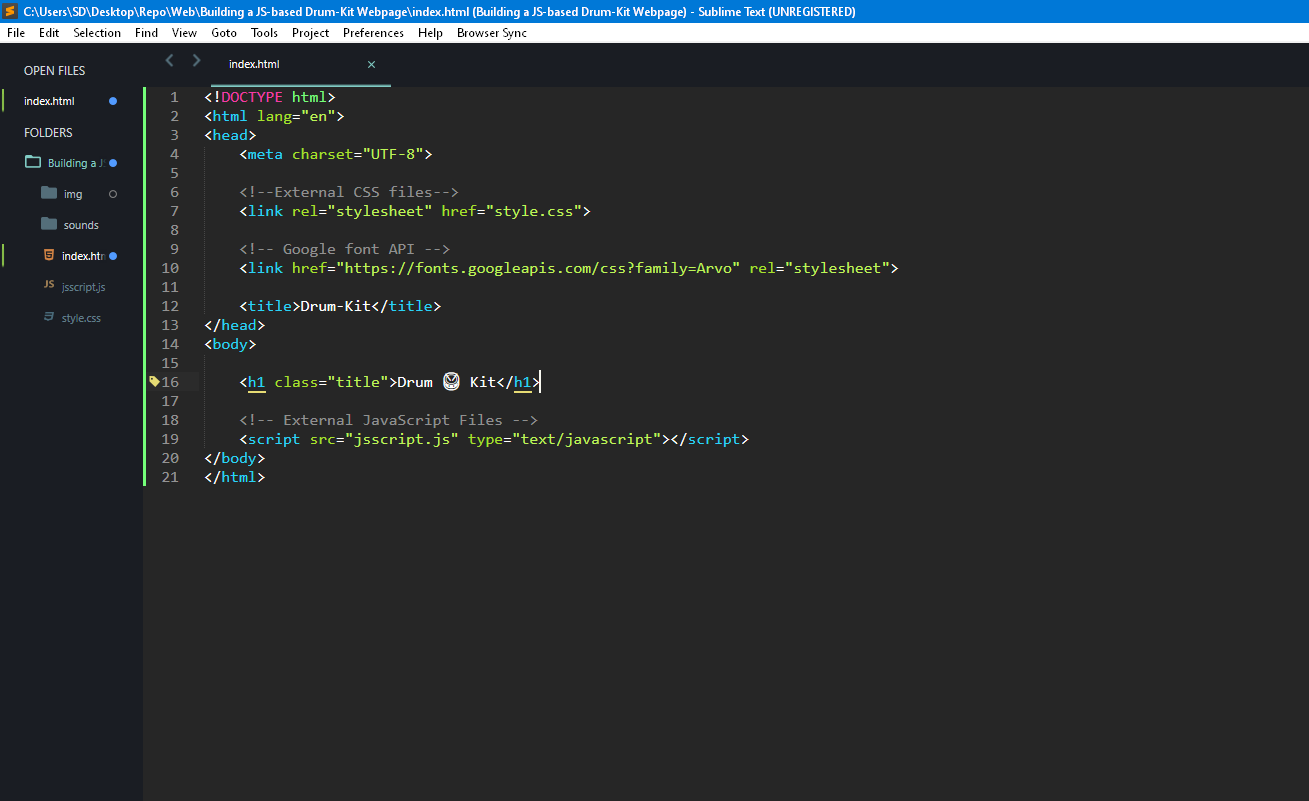 C:\Users\SD\Desktop\Repo\Web\Building a JS-based Drum-Kit Webpage\index.html (Building a JS-based Drum-Kit Webpage) - Sublime Text (UNREGISTERED)
File Edit Selection Find View Goto Tools Project Preferences Help Browser Sync
OPEN FILES
index.html
FOLDERS
Building a JS
img
sounds
index.htm
JS jsscript.js
style.css
index.html ×
1 <!DOCTYPE html>
2 <html lang="en">
3 <head>
4 <meta charset="UTF-8">
5
6 <!--External CSS files-->
7 <link rel="stylesheet" href="style.css">
8
9 <!-- Google font API -->
10 <link href="https://fonts.googleapis.com/css?family=Arvo" rel="stylesheet">
11
12 <title>Drum-Kit</title>
13 </head>
14 <body>
15
16 <h1 class="title">Drum 🥁 Kit</h1>
17
18 <!-- External JavaScript Files -->
19 <script src="jsscript.js" type="text/javascript"></script>
20 </body>
21 </html>